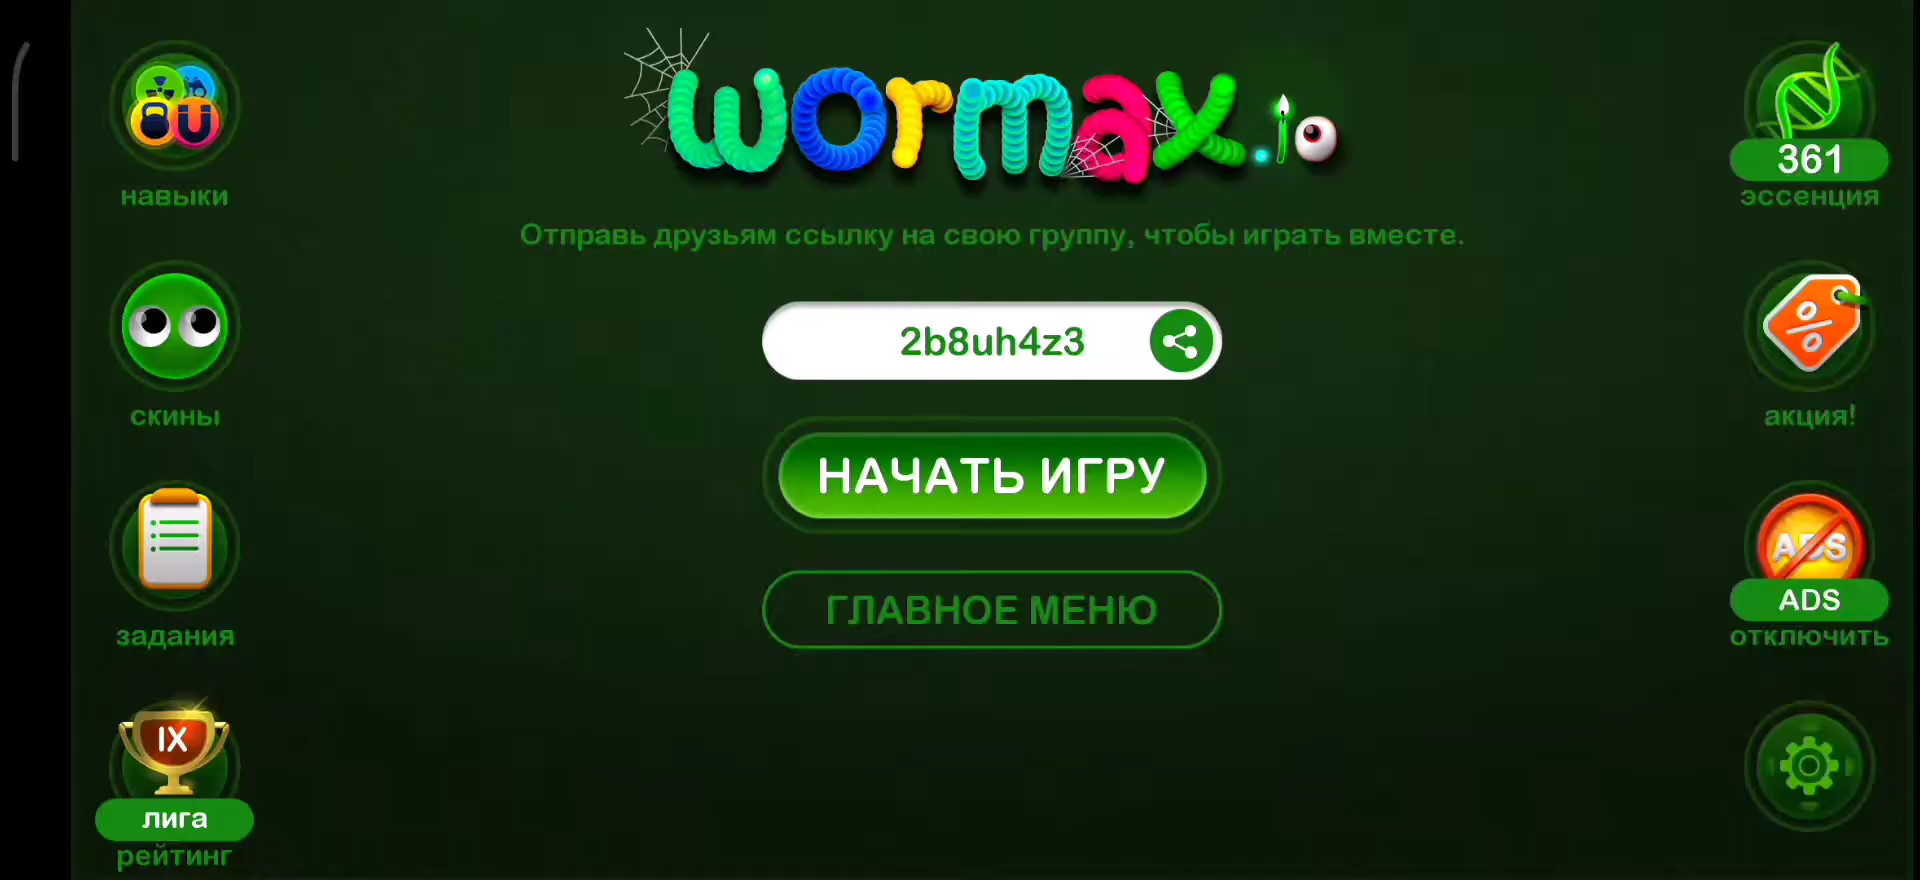 wormax.io
Отправь друзьям ссылку на свою группу, чтобы играть вместе.
2b8uh4z3
НАЧАТЬ ИГРУ
ГЛАВНОЕ МЕНЮ
навыки
скины
задания
IX
лига
рейтинг
361
эссенция
%
акция!
ADS
ADS
отключить